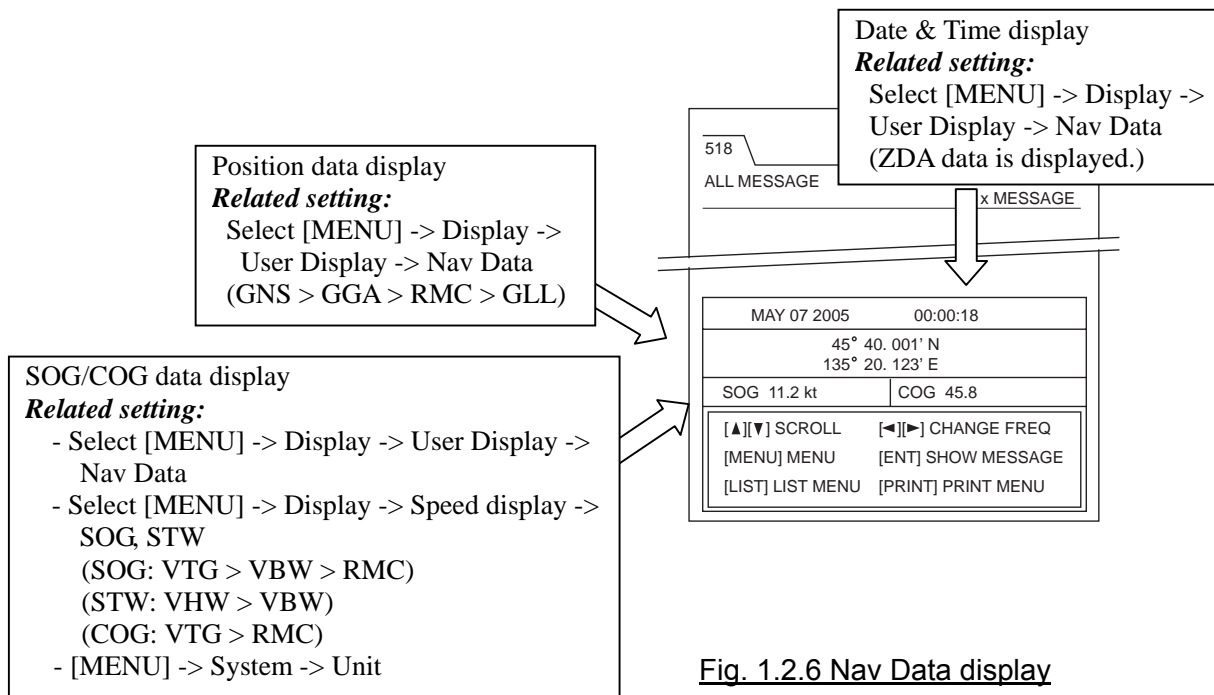 Date & Time display
Related setting:
Select [MENU] -> Display ->
User Display -> Nav Data
(ZDA data is displayed.)
Position data display
Related setting:
Select [MENU] -> Display ->
User Display -> Nav Data
(GNS > GGA > RMC > GLL)
SOG/COG data display
Related setting:
- Select [MENU] -> Display -> User Display ->
Nav Data
- Select [MENU] -> Display -> Speed display ->
SOG, STW
(SOG: VTG > VBW > RMC)
(STW: VHW > VBW)
(COG: VTG > RMC)
- [MENU] -> System -> Unit
518
ALL MESSAGE
x MESSAGE
MAY 07 2005 00:00:18
45° 40. 001’ N
135° 20. 123’ E
SOG 11.2 kt COG 45.8
[▲][▼] SCROLL [◄][►] CHANGE FREQ
[MENU] MENU [ENT] SHOW MESSAGE
[LIST] LIST MENU [PRINT] PRINT MENU
Fig. 1.2.6 Nav Data display